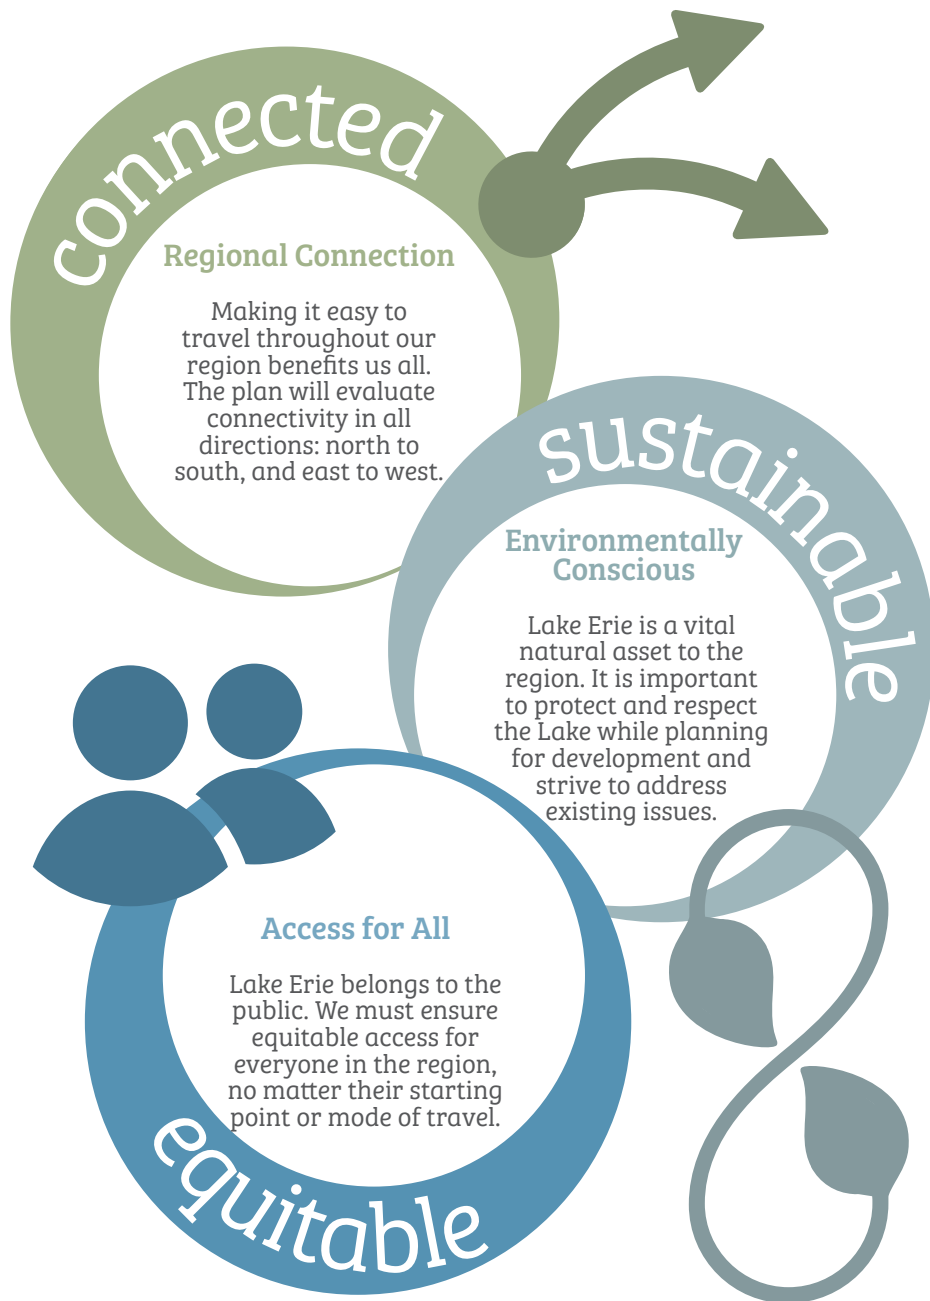 connected
Regional Connection
Making it easy to
travel throughout our
region benefits us all.
The plan will evaluate
connectivity in all
directions: north to
south, and east to west.
sustainable
Environmentally
Conscious
Lake Erie is a vital
natural asset to the
region. It is important
to protect and respect
the Lake while planning
for development and
strive to address
existing issues.
Access for All
Lake Erie belongs to the
public. We must ensure
equitable access for
everyone in the region,
no matter their starting
point or mode of travel.
equitable